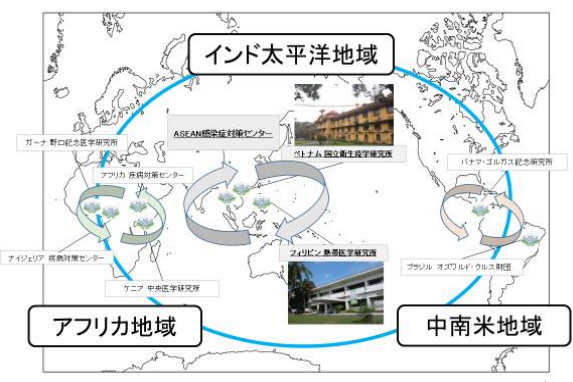 インド太平洋地域
ASEAN感染症対策センター
ベトナム 国立衛生疫学研究所
ガーナ 野口記念医学研究所
アフリカ 疾病対策センター
パナマ・ゴルガス記念研究所
ナイジェリア 疾病対策センター
ケニア 中央医学研究所
フィリピン 熱帯医学研究所
ブラジル オズワルド・クルス財団
アフリカ地域
中南米地域